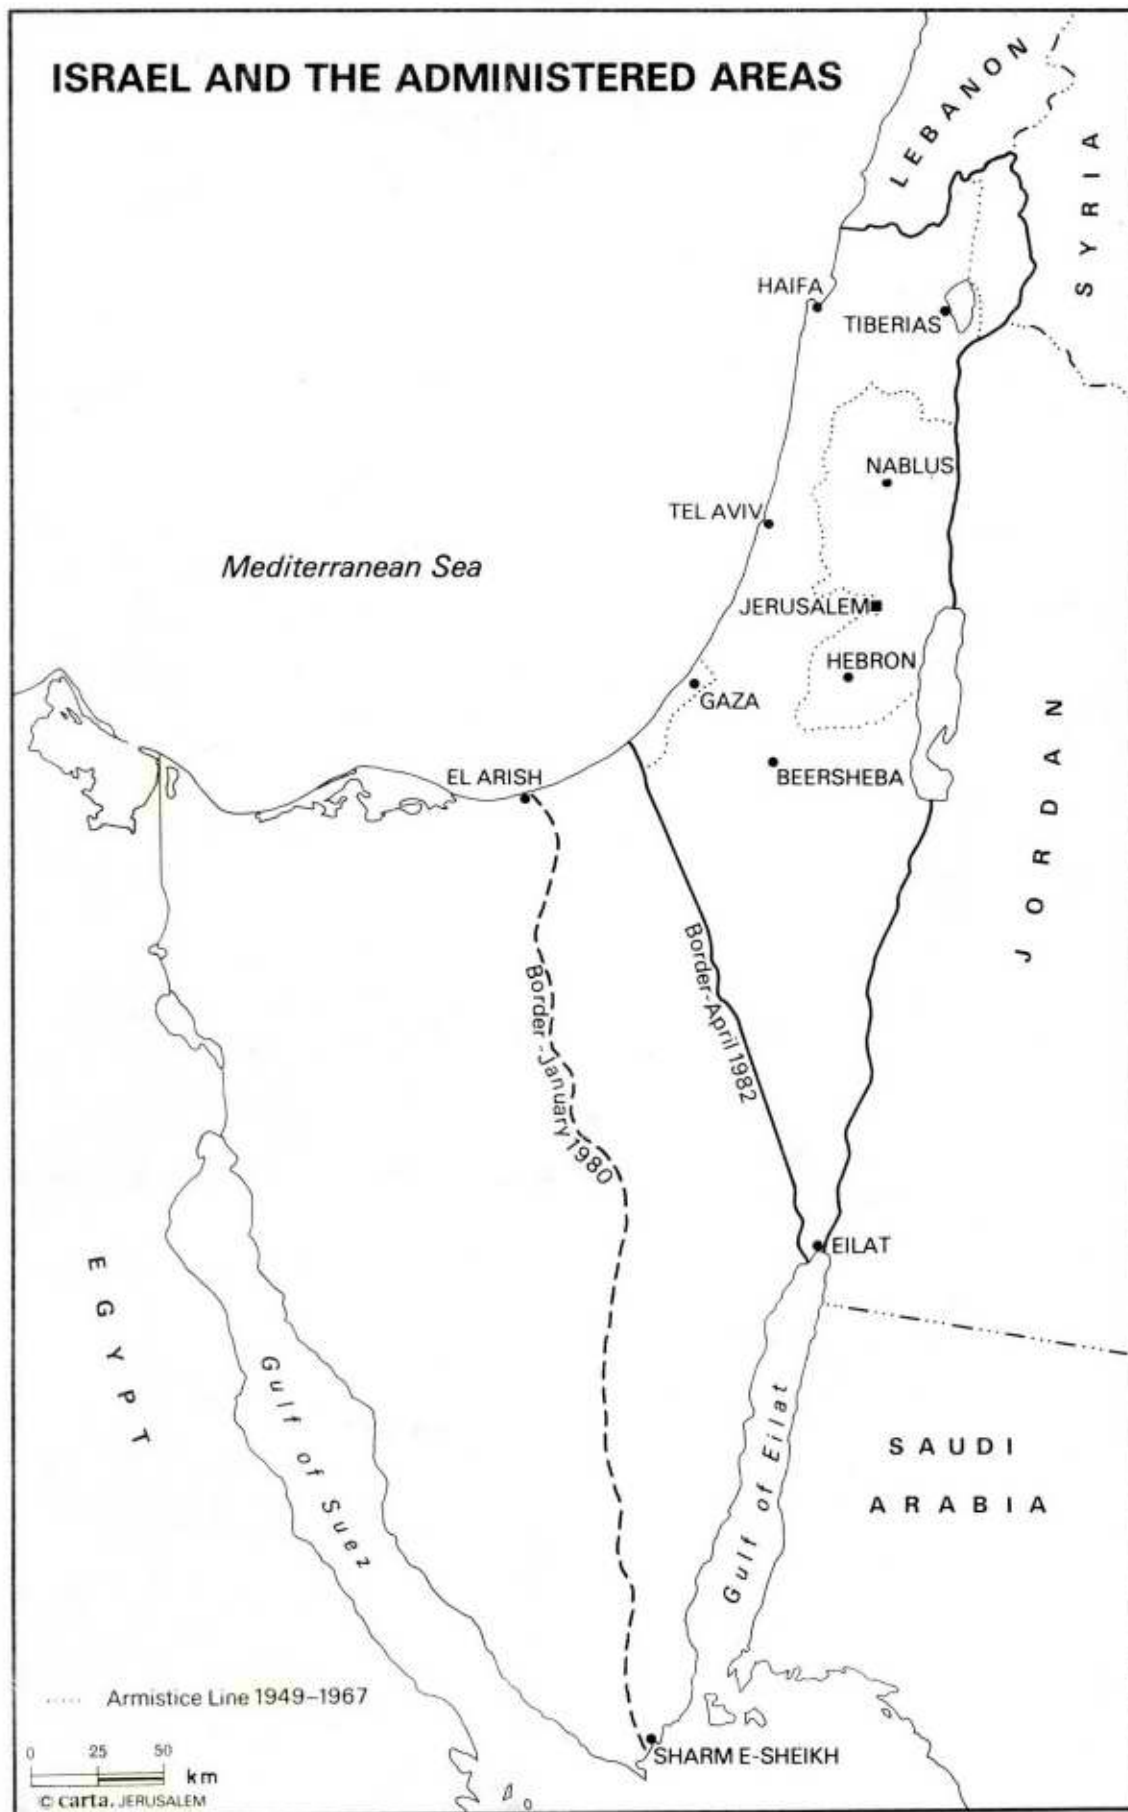 ISRAEL AND THE ADMINISTERED AREAS
LEBANON
SYRIA
HAIFA
TIBERIAS
NABLUS
TEL AVIV
Mediterranean Sea
JERUSALEM
HEBRON
GAZA
BEERSHEBA
EL ARISH
JORDAN
Border-April 1982
Border-January 1980
EILAT
EGYPT
Gulf of Suez
Gulf of Eilat
SAUDI
ARABIA
Armistice Line 1949–1967
0 25 50
km
SHARM E-SHEIKH
© carta, JERUSALEM